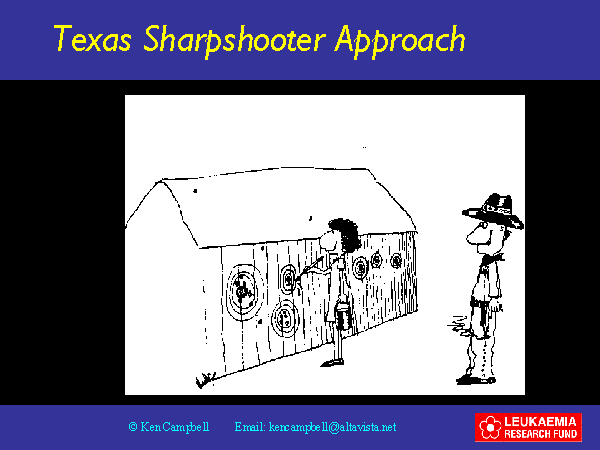 Texas Sharpshooter Approach
© Ken Campbell Email: kencampbell@altavista.net
LEUKAEMIA
RESEARCH FUND